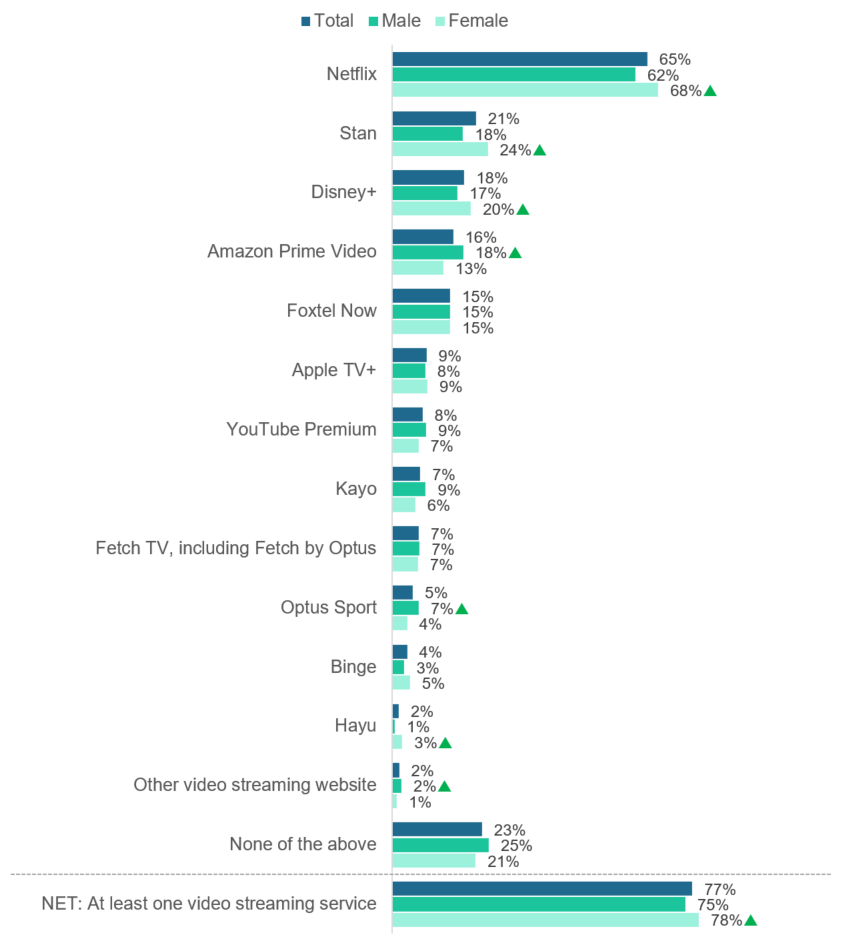 Total Male Female
Netflix
65%
62%
68%
Stan
21%
18%
24%
Disney+
18%
17%
20%
Amazon Prime Video
16%
18%
13%
Foxtel Now
15%
15%
15%
Apple TV+
9%
8%
9%
YouTube Premium
8%
9%
7%
Kayo
7%
9%
6%
Fetch TV, including Fetch by Optus
7%
7%
7%
Optus Sport
5%
7%
4%
Binge
4%
3%
5%
Hayu
2%
1%
3%
Other video streaming website
2%
2%
1%
None of the above
23%
25%
21%
NET: At least one video streaming service
77%
75%
78%